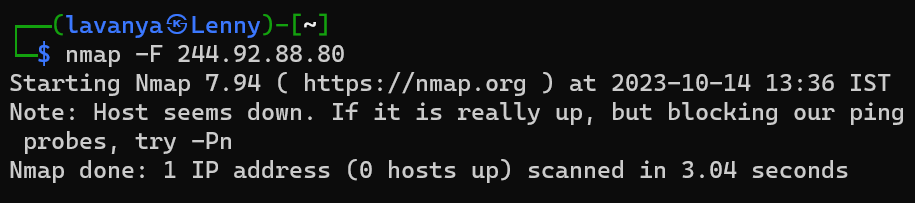 ┌──(lavanya㉿Lenny)-[~]
└─$ nmap -F 244.92.88.80
Starting Nmap 7.94 ( https://nmap.org ) at 2023-10-14 13:36 IST
Note: Host seems down. If it is really up, but blocking our ping
 probes, try -Pn
Nmap done: 1 IP address (0 hosts up) scanned in 3.04 seconds